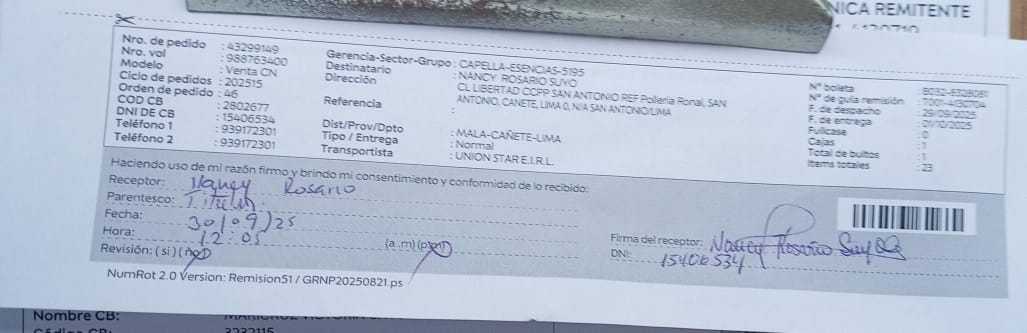 NICA REMITENTE
Nro. de pedido : 43299149
Nro. vol : 988763400
Modelo : Venta CN
Ciclo de pedidos : 202515
Orden de pedido : 46
COD CB : 2802677
DNI DE CB : 15406534
Teléfono 1 : 939172301
Teléfono 2 : 939172301
Gerencia-Sector-Grupo : CAPELLA-ESENCIAS-5195
Destinatario : NANCY ROSARIO SUYO
Dirección : CL LIBERTAD CCPP SAN ANTONIO REF Polleria Ronal, SAN
ANTONIO, CAÑETE, LIMA 0, N/A SAN ANTONIO/LIMA
Referencia :
Dist/Prov/Dpto : MALA-CAÑETE-LIMA
Tipo / Entrega : Normal
Transportista : UNION STAR E.I.R.L.
N° boleta
N° de guía remisión
F. de despacho : 29/09/2025
F. de entrega : 01/10/2025
Fullcase : 0
Cajas : 1
Total de bultos : 1
Items totales : 23
Haciendo uso de mi razón firmo y brindo mi consentimiento y conformidad de lo recibido:
Receptor: Nancy Rosario
Parentesco: Titular
Fecha: 30/09/25
Hora: 12:05 (a.m) (p.m)
Revisión: (si) (no)
Firma del receptor: Nancy Rosario Suyo
DNI: 15406534
NumRot 2.0 Version: Remision51 / GRNP20250821.ps
Nombre CB:
Código CB: 3232115